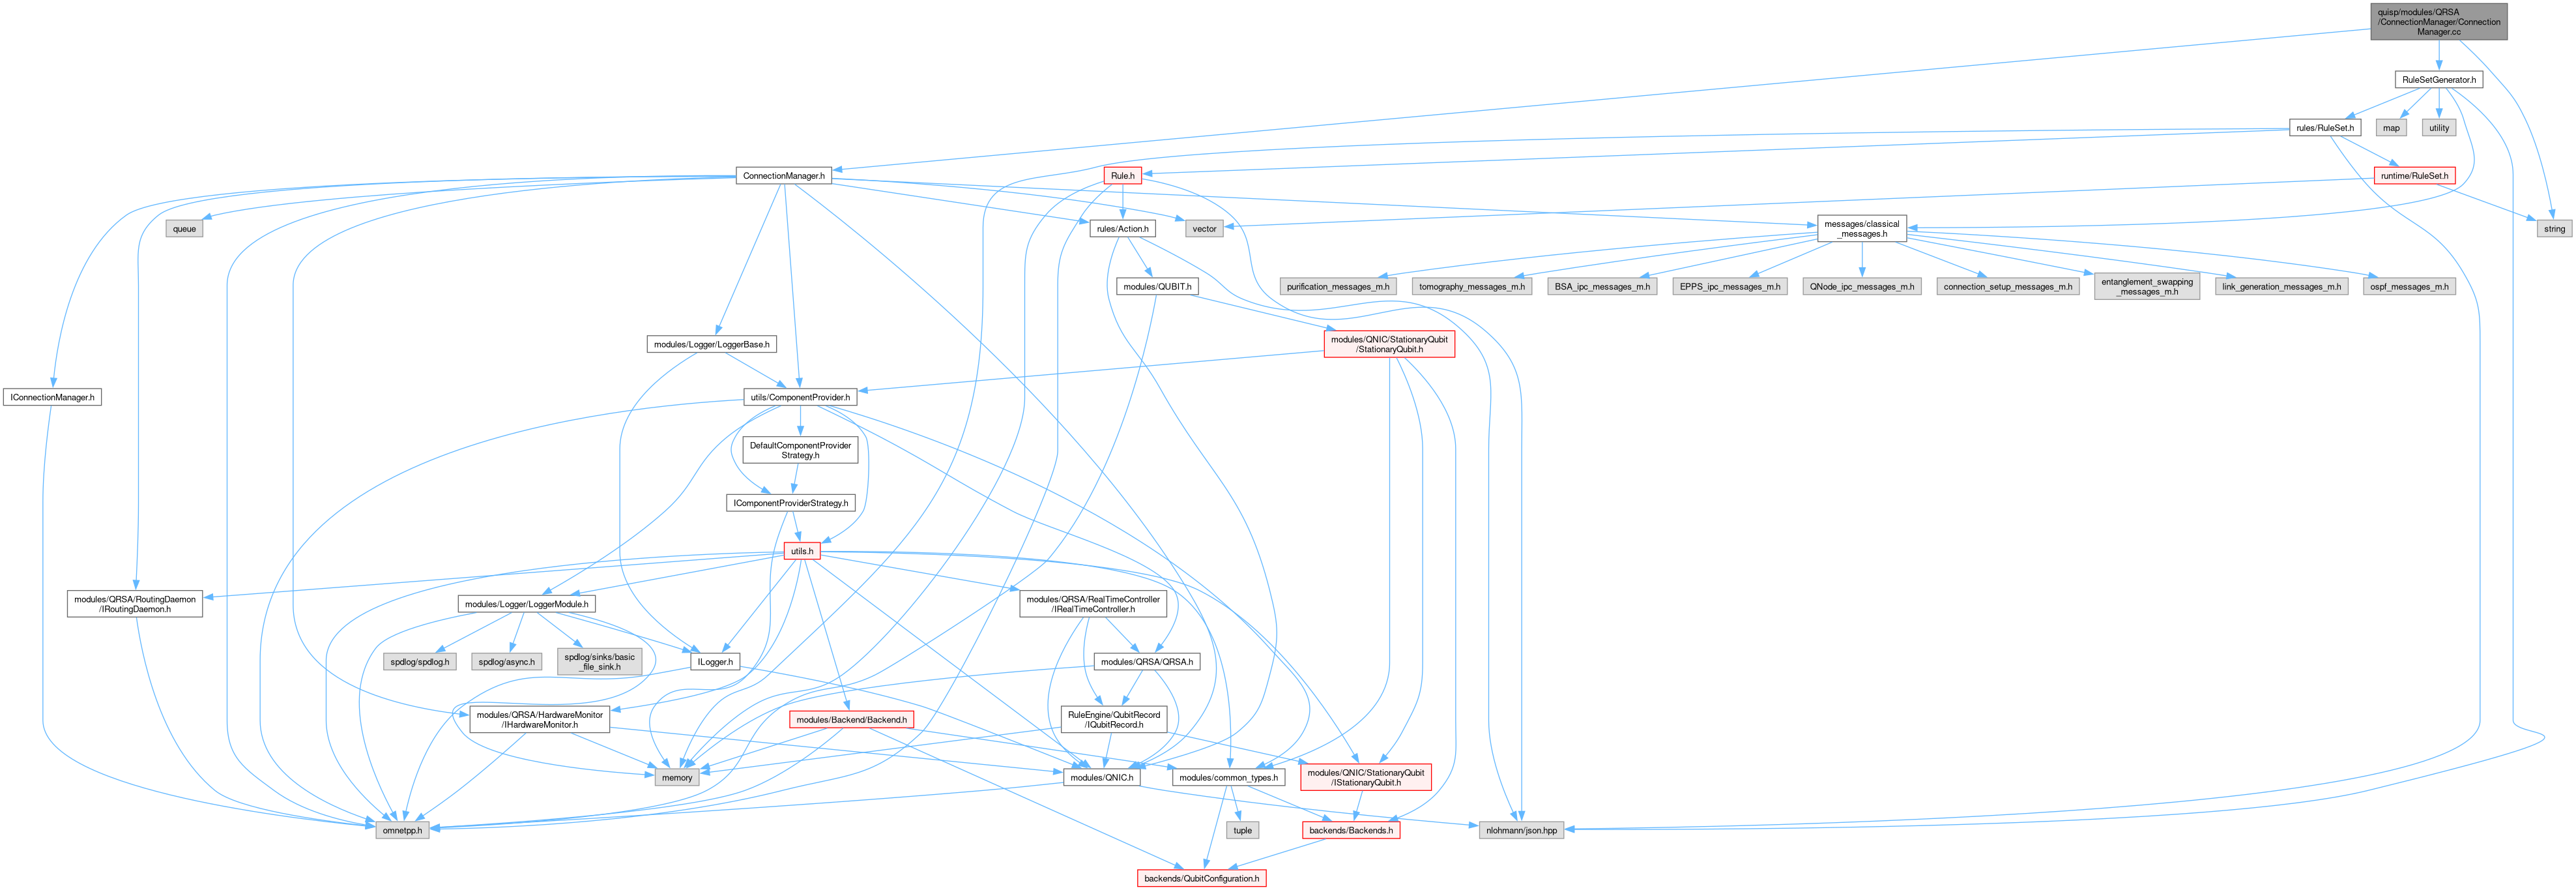 quisp/modules/QRSA
/ConnectionManager/Connection
Manager.cc
RuleSetGenerator.h
rules/RuleSet.h
map
utility
ConnectionManager.h
Rule.h
runtime/RuleSet.h
queue
rules/Action.h
vector
messages/classical
_messages.h
string
modules/QUBIT.h
purification_messages_m.h
tomography_messages_m.h
BSA_ipc_messages_m.h
EPPS_ipc_messages_m.h
QNode_ipc_messages_m.h
connection_setup_messages_m.h
entanglement_swapping
_messages_m.h
link_generation_messages_m.h
ospf_messages_m.h
modules/Logger/LoggerBase.h
modules/QNIC/StationaryQubit
/StationaryQubit.h
IConnectionManager.h
utils/ComponentProvider.h
DefaultComponentProvider
Strategy.h
IComponentProviderStrategy.h
utils.h
modules/QRSA/RoutingDaemon
/IRoutingDaemon.h
modules/Logger/LoggerModule.h
modules/QRSA/RealTimeController
/IRealTimeController.h
spdlog/spdlog.h
spdlog/async.h
spdlog/sinks/basic
_file_sink.h
ILogger.h
modules/QRSA/QRSA.h
modules/QRSA/HardwareMonitor
/IHardwareMonitor.h
modules/Backend/Backend.h
RuleEngine/QubitRecord
/IQubitRecord.h
memory
modules/QNIC.h
modules/common_types.h
modules/QNIC/StationaryQubit
/IStationaryQubit.h
omnetpp.h
tuple
backends/Backends.h
nlohmann/json.hpp
backends/QubitConfiguration.h